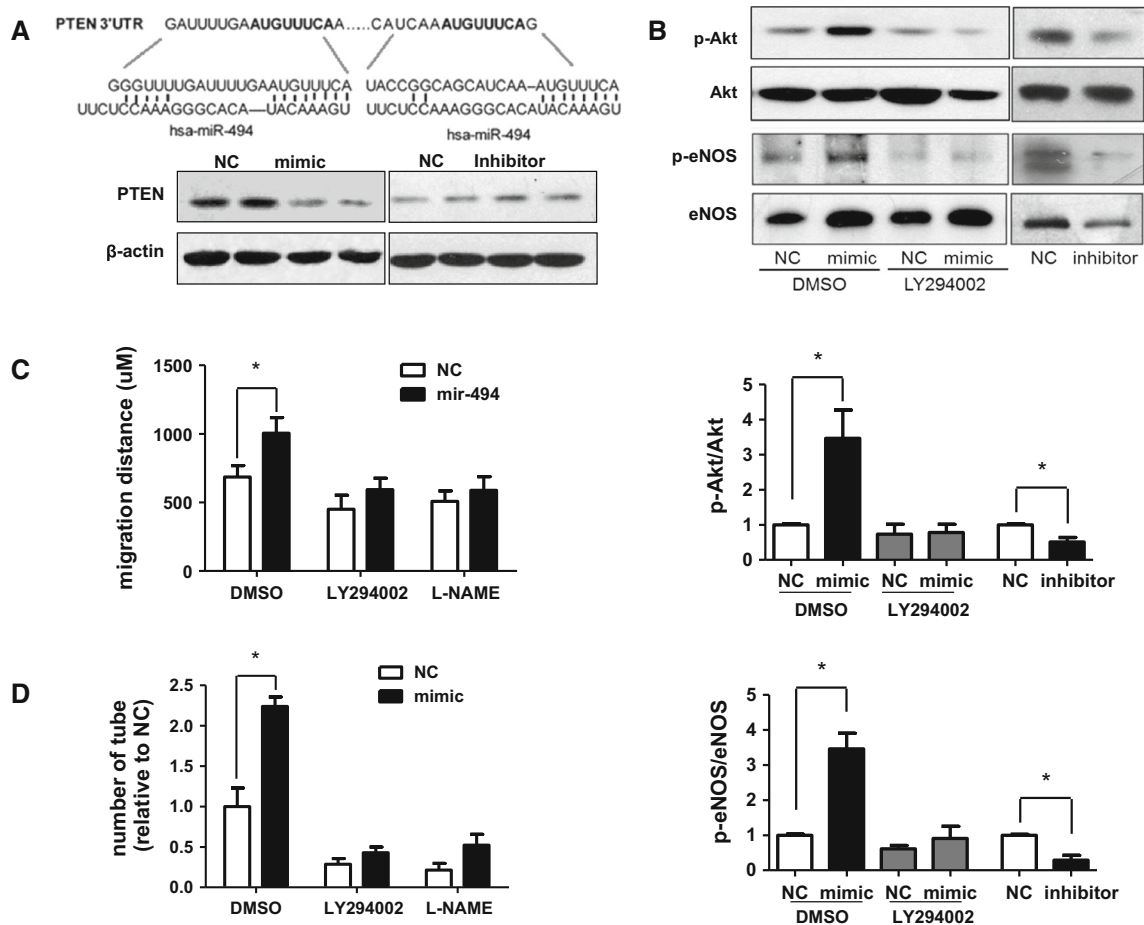 A
PTEN 3'UTR
GAUUUUGAAUGUUUCAA.....CAUCAAAUGUUUCAG
GGGUUUUGAUUUUGAAUGUUUCA
UUCUCCAAAGGGCACA—UACAAAGU
hsa-miR-494
UACCGGCAGCAUCAA–AUGUUUCA
UUCUCCAAAGGGCACAUACAAAGU
hsa-miR-494
NC mimic NC Inhibitor
PTEN
β-actin
B
p-Akt
Akt
p-eNOS
eNOS
NC mimic NC mimic NC inhibitor
DMSO LY294002
C
migration distance (uM)
1500
1000
500
0
*
NC
mir-494
DMSO LY294002 L-NAME
p-Akt/Akt
5
4
3
2
1
0
*
*
NC mimic NC mimic NC inhibitor
DMSO LY294002
D
number of tube
(relative to NC)
2.5
2.0
1.5
1.0
0.5
0.0
*
NC
mimic
DMSO LY294002 L-NAME
p-eNOS/eNOS
5
4
3
2
1
0
*
*
NC mimic NC mimic NC inhibitor
DMSO LY294002